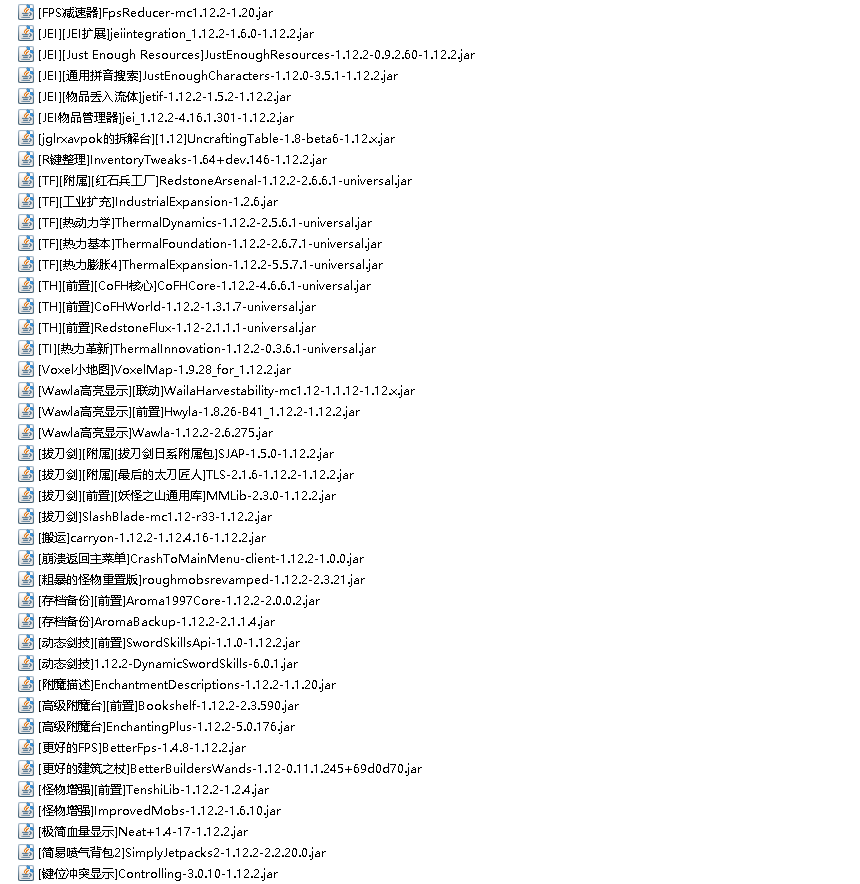 [FPS减速器]FpsReducer-mc1.12.2-1.20.jar
[JEI][JEI扩展]jeiintegration_1.12.2-1.6.0-1.12.2.jar
[JEI][Just Enough Resources]JustEnoughResources-1.12.2-0.9.2.60-1.12.2.jar
[JEI][通用拼音搜索]JustEnoughCharacters-1.12.0-3.5.1-1.12.2.jar
[JEI][物品丢入流体]jetif-1.12.2-1.5.2-1.12.2.jar
[JEI物品管理器]jei_1.12.2-4.16.1.301-1.12.2.jar
[jglrxavpok的拆解台][1.12]UncraftingTable-1.8-beta6-1.12.x.jar
[R键整理]InventoryTweaks-1.64+dev.146-1.12.2.jar
[TF][附属][红石兵工厂]RedstoneArsenal-1.12.2-2.6.6.1-universal.jar
[TF][工业扩充]IndustrialExpansion-1.2.6.jar
[TF][热动力学]ThermalDynamics-1.12.2-2.5.6.1-universal.jar
[TF][热力基本]ThermalFoundation-1.12.2-2.6.7.1-universal.jar
[TF][热力膨胀4]ThermalExpansion-1.12.2-5.5.7.1-universal.jar
[TH][前置][CoFH核心]CoFHCore-1.12.2-4.6.6.1-universal.jar
[TH][前置]CoFHWorld-1.12.2-1.3.1.7-universal.jar
[TH][前置]RedstoneFlux-1.12-2.1.1.1-universal.jar
[TI][热力革新]ThermalInnovation-1.12.2-0.3.6.1-universal.jar
[Voxel小地图]VoxelMap-1.9.28_for_1.12.2.jar
[Wawla高亮显示][联动]WailaHarvestability-mc1.12-1.1.12-1.12.x.jar
[Wawla高亮显示][前置]Hwyla-1.8.26-B41_1.12.2-1.12.2.jar
[Wawla高亮显示]Wawla-1.12.2-2.6.275.jar
[拔刀剑][附属][拔刀剑日系附属包]SJAP-1.5.0-1.12.2.jar
[拔刀剑][附属][最后的太刀匠人]TLS-2.1.6-1.12.2-1.12.2.jar
[拔刀剑][前置][妖怪之山通用库]MMLib-2.3.0-1.12.2.jar
[拔刀剑]SlashBlade-mc1.12-r33-1.12.2.jar
[搬运]carryon-1.12.2-1.12.4.16-1.12.2.jar
[崩溃返回主菜单]CrashToMainMenu-client-1.12.2-1.0.0.jar
[粗暴的怪物重置版]roughmobsrevamped-1.12.2-2.3.21.jar
[存档备份][前置]Aroma1997Core-1.12.2-2.0.0.2.jar
[存档备份]AromaBackup-1.12.2-2.1.1.4.jar
[动态剑技][前置]SwordSkillsApi-1.1.0-1.12.2.jar
[动态剑技]1.12.2-DynamicSwordSkills-6.0.1.jar
[附魔描述]EnchantmentDescriptions-1.12.2-1.1.20.jar
[高级附魔台][前置]Bookshelf-1.12.2-2.3.590.jar
[高级附魔台]EnchantingPlus-1.12.2-5.0.176.jar
[更好的FPS]BetterFps-1.4.8-1.12.2.jar
[更好的建筑之杖]BetterBuildersWands-1.12-0.11.1.245+69d0d70.jar
[怪物增强][前置]TenshiLib-1.12.2-1.2.4.jar
[怪物增强]ImprovedMobs-1.12.2-1.6.10.jar
[极简血量显示]Neat+1.4-17-1.12.2.jar
[简易喷气背包2]SimplyJetpacks2-1.12.2-2.2.20.0.jar
[键位冲突显示]Controlling-3.0.10-1.12.2.jar